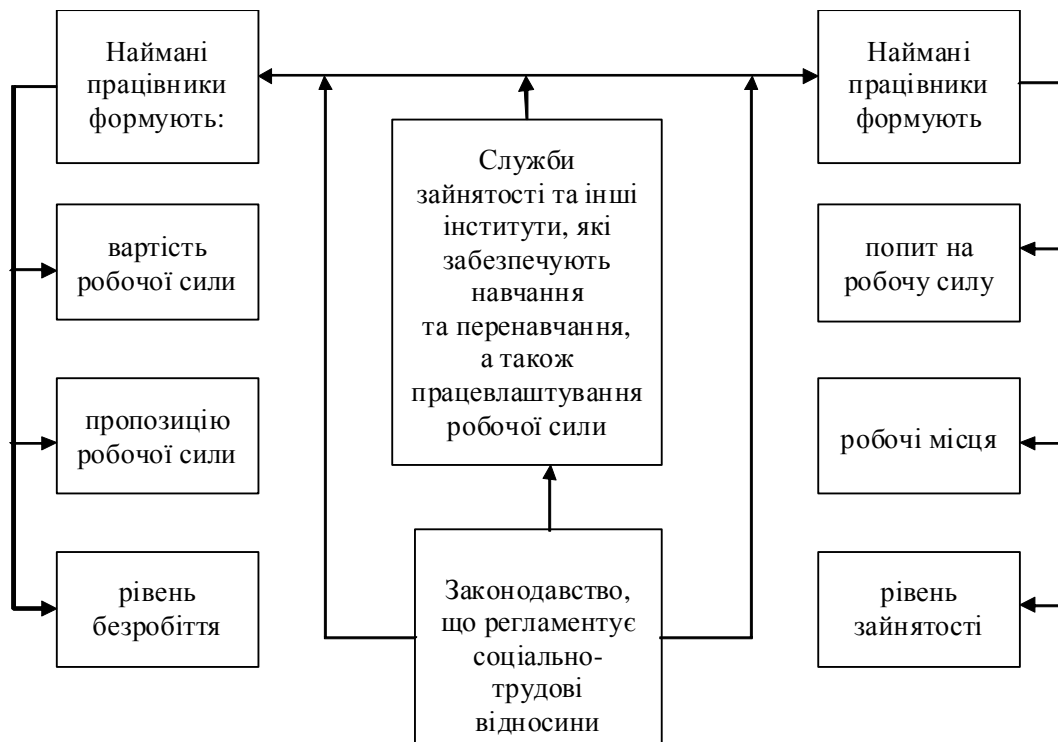 Наймані
працівники
формують:
вартість
робочої сили
пропозицію
робочої сили
рівень
безробіття
Служби
зайнятості та інші
інститути, які
забезпечують
навчання
та перенавчання,
а також
працевлаштування
робочої сили
Законодавство,
що регламентує
соціально-
трудові
відносини
Наймані
працівники
формують
попит на
робочу силу
робочі місця
рівень
зайнятості